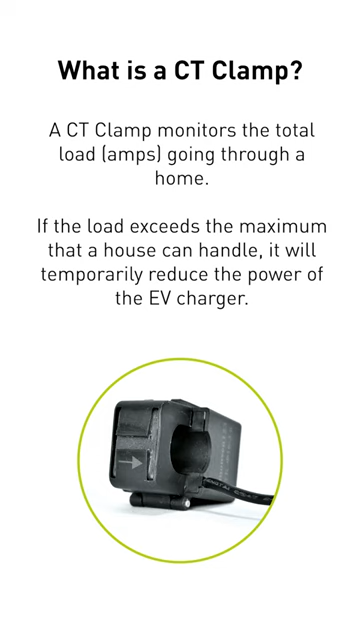 What is a CT Clamp?
A CT Clamp monitors the total
load (amps) going through a
home.
If the load exceeds the maximum
that a house can handle, it will
temporarily reduce the power of
the EV charger.